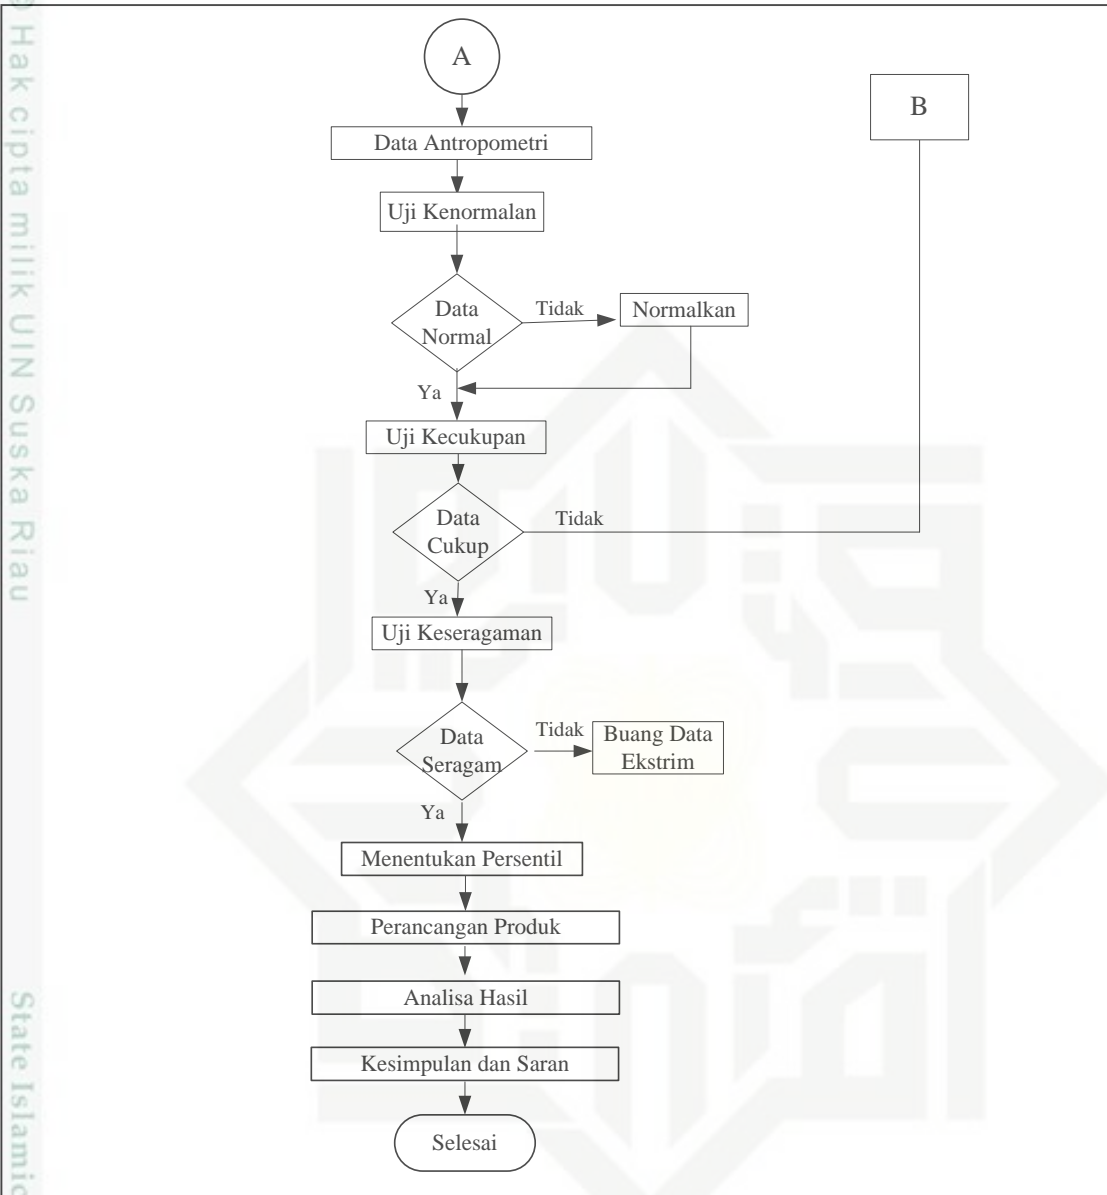 © Hak cipta milik UIN Suska Riau
State Islamic
A
B
Data Antropometri
Uji Kenormalan
Data
Normal
Tidak
Normalkan
Ya
Uji Kecukupan
Data
Cukup
Tidak
Ya
Uji Keseragaman
Data
Seragam
Tidak
Buang Data
Ekstrim
Ya
Menentukan Persentil
Perancangan Produk
Analisa Hasil
Kesimpulan dan Saran
Selesai